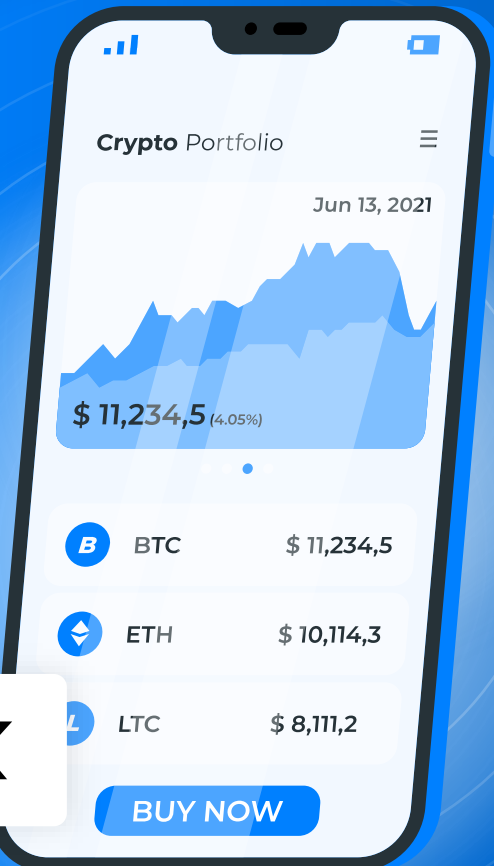 Crypto Portfolio
Jun 13, 2021
$ 11,234,5 (4.05%)
B BTC $ 11,234,5
ETH $ 10,114,3
L LTC $ 8,111,2
BUY NOW